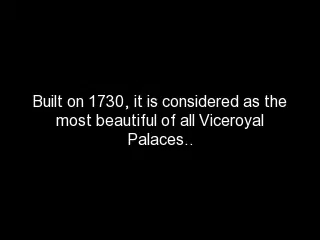 Built on 1730, it is considered as the
most beautiful of all Viceroyal
Palaces..